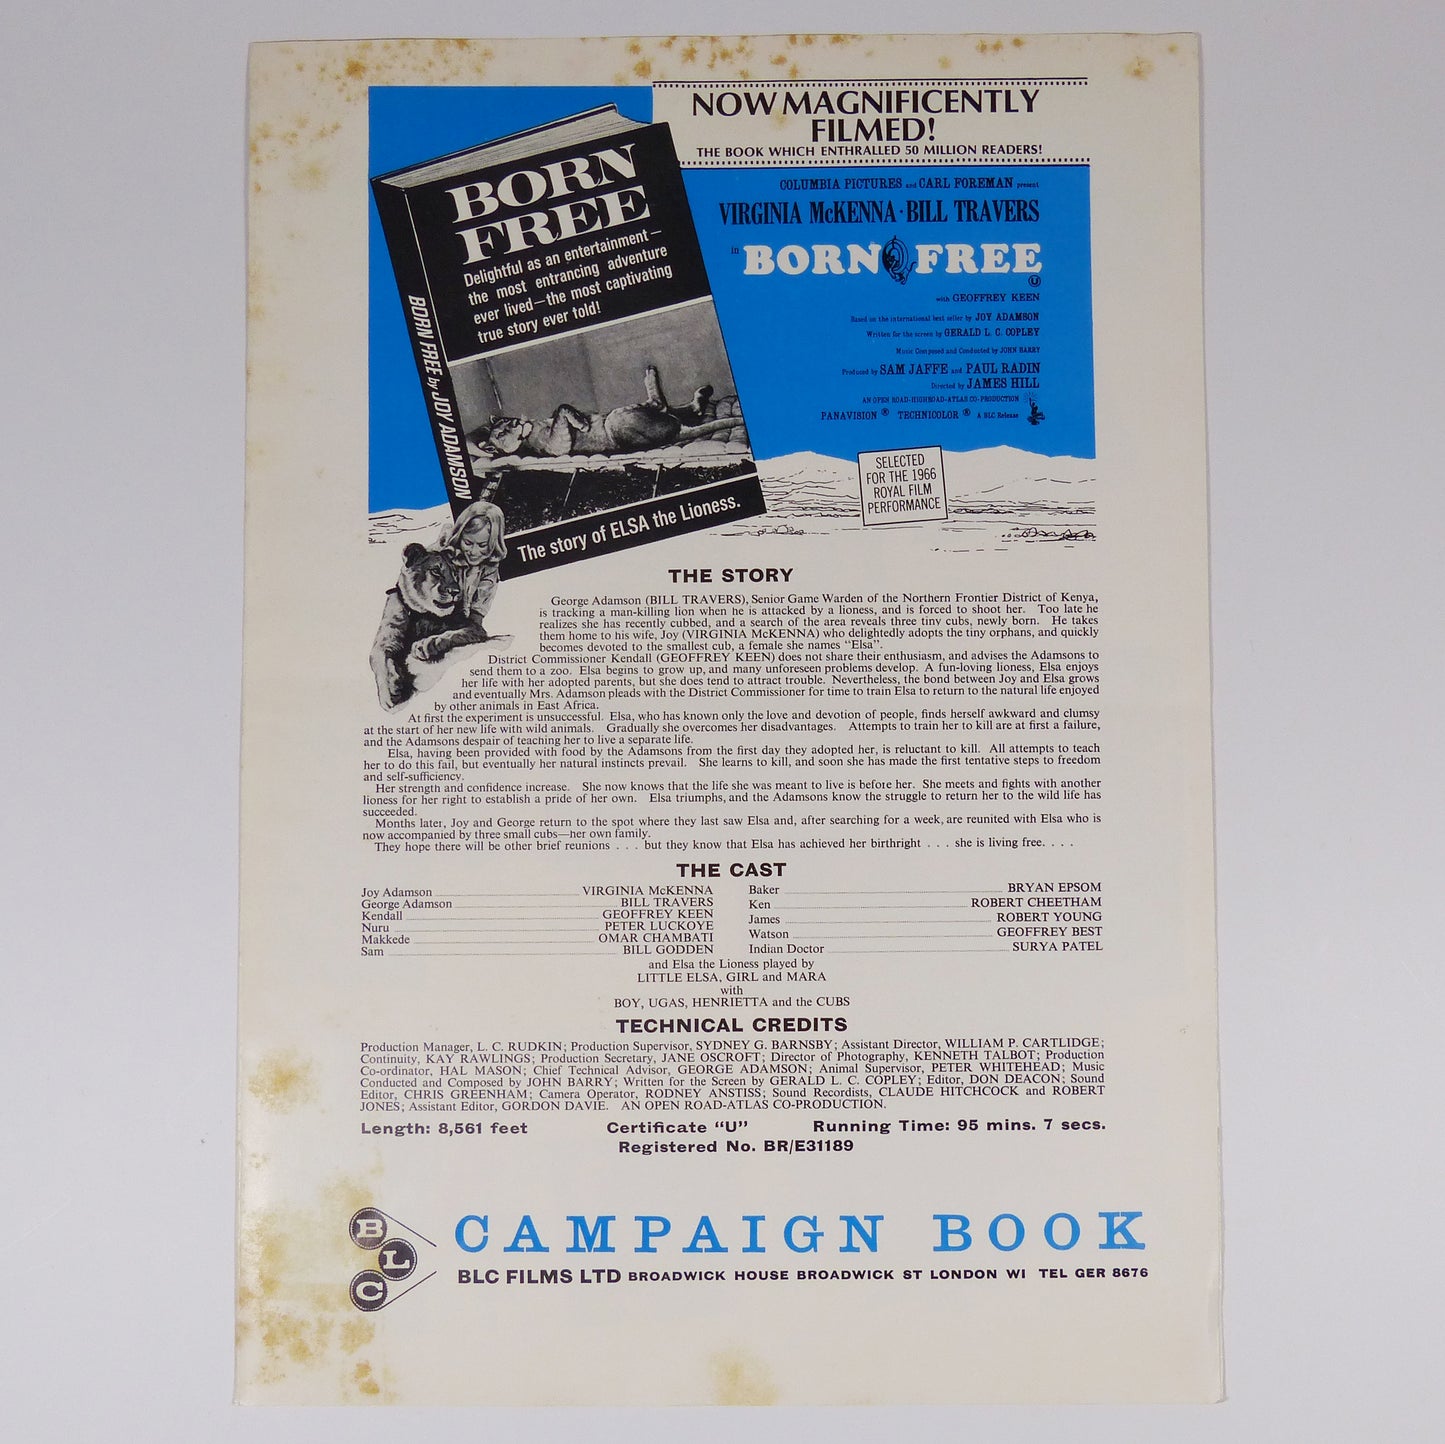 NOW MAGNIFICENTLY
FILMED!
THE BOOK WHICH ENTHRALLED 50 MILLION READERS!
BORN
FREE
Delightful as an entertainment—
the most entrancing adventure
ever lived—the most captivating
true story ever told!
BORN FREE by JOY ADAMSON
The story of ELSA the Lioness.
COLUMBIA PICTURES and CARL FOREMAN present
VIRGINIA McKENNA · BILL TRAVERS
in BORN FREE
U
with GEOFFREY KEEN
Based on the international best seller by JOY ADAMSON
Written for the screen by GERALD L. C. COPLEY
Music Composed and Conducted by JOHN BARRY
Produced by SAM JAFFE and PAUL RADIN
Directed by JAMES HILL
AN OPEN ROAD-HIGHROAD-ATLAS CO-PRODUCTION
PANAVISION ® TECHNICOLOR ® A BLC Release
SELECTED
FOR THE 1966
ROYAL FILM
PERFORMANCE
THE STORY
George Adamson (BILL TRAVERS), Senior Game Warden of the Northern Frontier District of Kenya,
is tracking a man-killing lion when he is attacked by a lioness, and is forced to shoot her. Too late he
realizes she has recently cubbed, and a search of the area reveals three tiny cubs, newly born. He takes
them home to his wife, Joy (VIRGINIA McKENNA) who delightedly adopts the tiny orphans, and quickly
becomes devoted to the smallest cub, a female she names "Elsa".
District Commissioner Kendall (GEOFFREY KEEN) does not share their enthusiasm, and advises the Adamsons to
send them to a zoo. Elsa begins to grow up, and many unforeseen problems develop. A fun-loving lioness, Elsa enjoys
her life with her adopted parents, but she does tend to attract trouble. Nevertheless, the bond between Joy and Elsa grows
and eventually Mrs. Adamson pleads with the District Commissioner for time to train Elsa to return to the natural life enjoyed
by other animals in East Africa.
At first the experiment is unsuccessful. Elsa, who has known only the love and devotion of people, finds herself awkward and clumsy
at the start of her new life with wild animals. Gradually she overcomes her disadvantages. Attempts to train her to kill are at first a failure,
and the Adamsons despair of teaching her to live a separate life.
Elsa, having been provided with food by the Adamsons from the first day they adopted her, is reluctant to kill. All attempts to teach
her to do this fail, but eventually her natural instincts prevail. She learns to kill, and soon she has made the first tentative steps to freedom
and self-sufficiency.
Her strength and confidence increase. She now knows that the life she was meant to live is before her. She meets and fights with another
lioness for her right to establish a pride of her own. Elsa triumphs, and the Adamsons know the struggle to return her to the wild life has
succeeded.
Months later, Joy and George return to the spot where they last saw Elsa and, after searching for a week, are reunited with Elsa who is
now accompanied by three small cubs—her own family.
They hope there will be other brief reunions . . . but they know that Elsa has achieved her birthright . . . she is living free. . . .
THE CAST
Joy Adamson VIRGINIA McKENNA
George Adamson BILL TRAVERS
Kendall GEOFFREY KEEN
Nuru PETER LUCKOYE
Makkede OMAR CHAMBATI
Sam BILL GODDEN
Baker BRYAN EPSOM
Ken ROBERT CHEETHAM
James ROBERT YOUNG
Watson GEOFFREY BEST
Indian Doctor SURYA PATEL
and Elsa the Lioness played by
LITTLE ELSA, GIRL and MARA
with
BOY, UGAS, HENRIETTA and the CUBS
TECHNICAL CREDITS
Production Manager, L. C. RUDKIN; Production Supervisor, SYDNEY G. BARNSBY; Assistant Director, WILLIAM P. CARTLIDGE;
Continuity, KAY RAWLINGS; Production Secretary, JANE OSCROFT; Director of Photography, KENNETH TALBOT; Production
Co-ordinator, HAL MASON; Chief Technical Advisor, GEORGE ADAMSON; Animal Supervisor, PETER WHITEHEAD; Music
Conducted and Composed by JOHN BARRY; Written for the Screen by GERALD L. C. COPLEY; Editor, DON DEACON; Sound
Editor, CHRIS GREENHAM; Camera Operator, RODNEY ANSTISS; Sound Recordists, CLAUDE HITCHCOCK and ROBERT
JONES; Assistant Editor, GORDON DAVIE. AN OPEN ROAD-ATLAS CO-PRODUCTION.
Length: 8,561 feet Certificate "U" Running Time: 95 mins. 7 secs.
Registered No. BR/E31189
BLC
CAMPAIGN BOOK
BLC FILMS LTD BROADWICK HOUSE BROADWICK ST LONDON WI TEL GER 8676